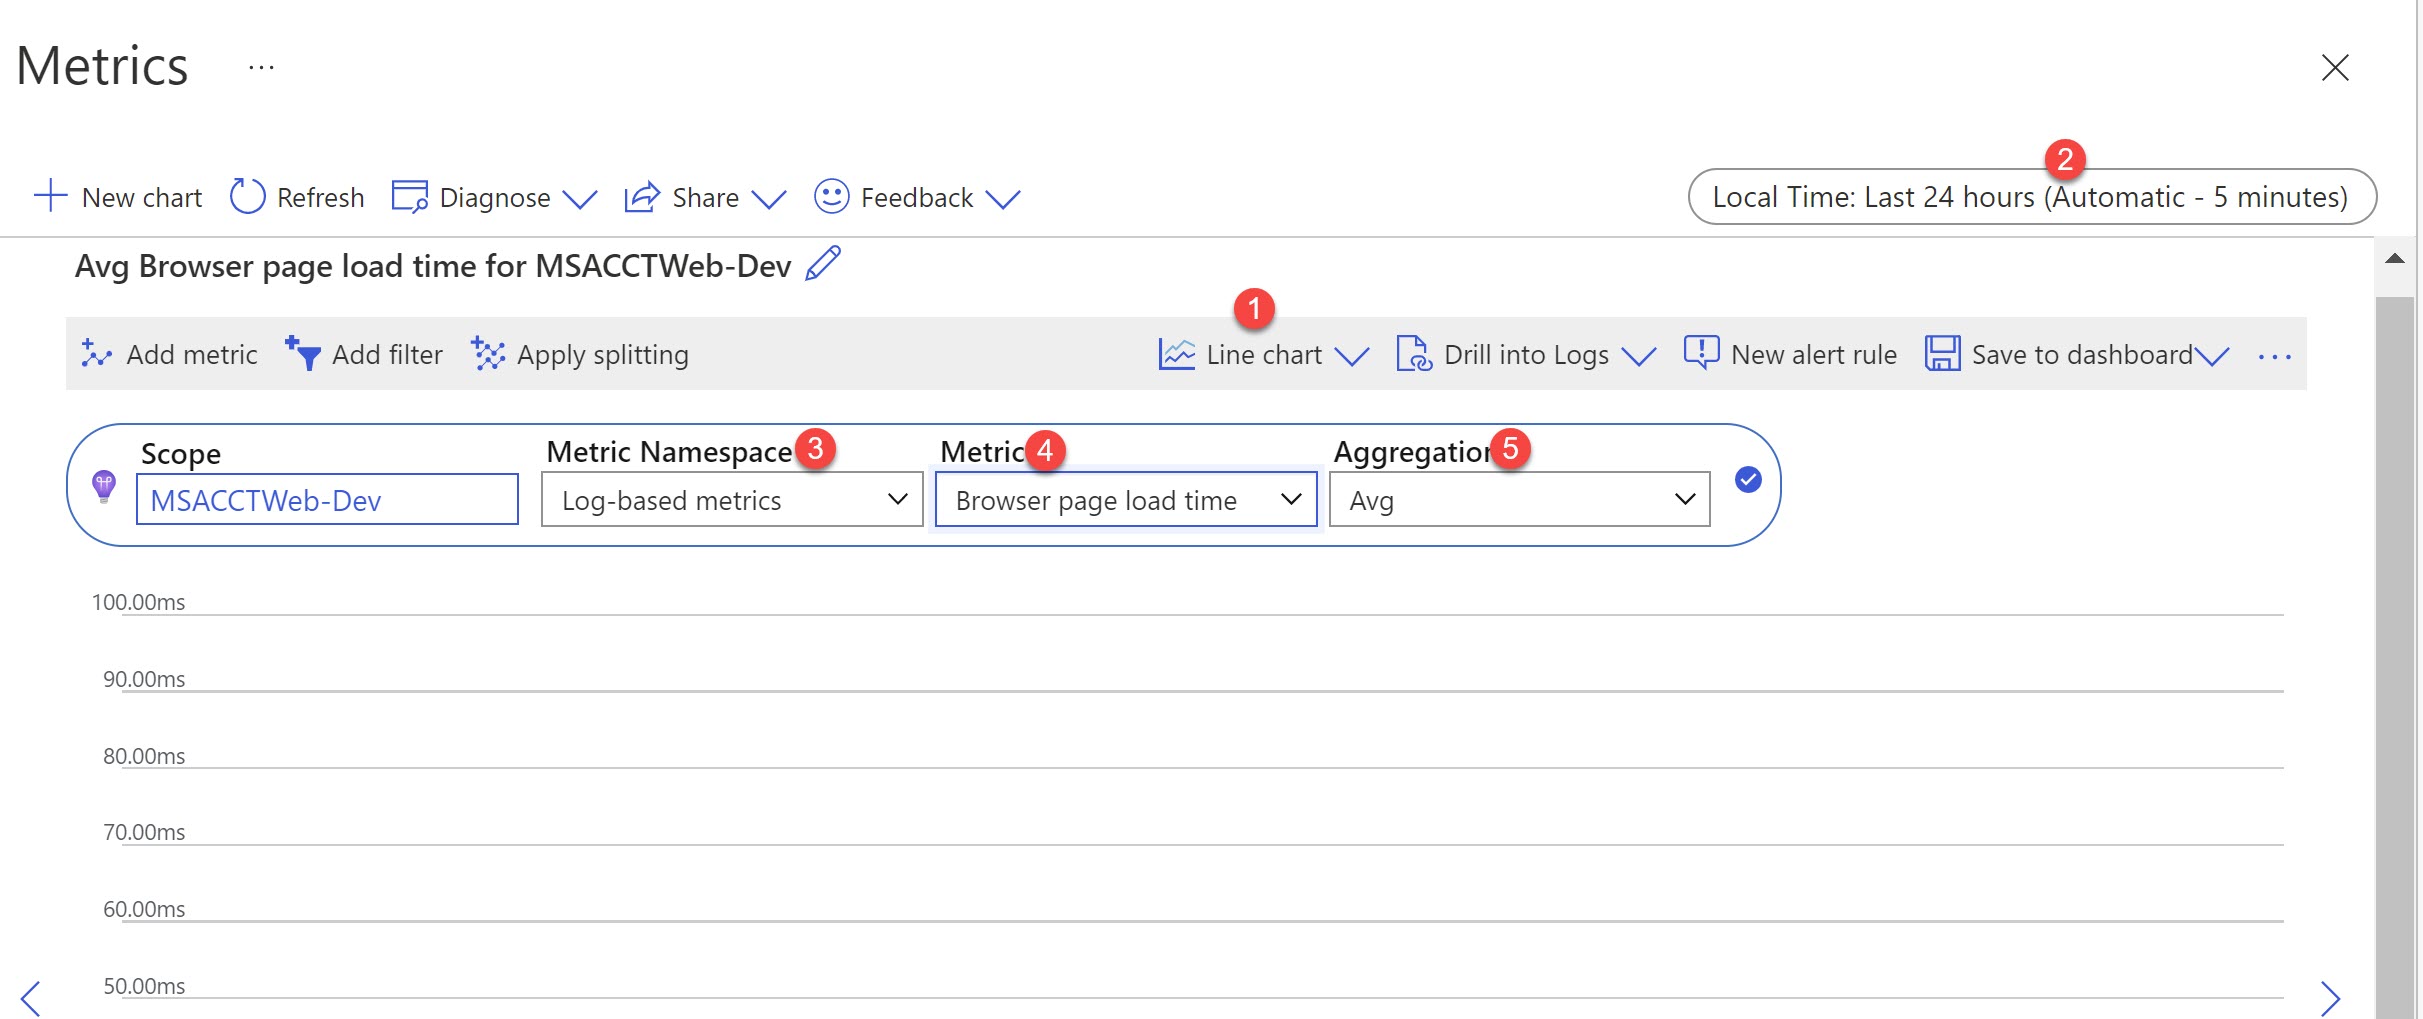 Metrics ...
2
New chart Refresh Diagnose Share Feedback Local Time: Last 24 hours (Automatic - 5 minutes)
Avg Browser page load time for MSACCTWeb-Dev
1
Add metric Add filter Apply splitting Line chart Drill into Logs New alert rule Save to dashboard ...
Scope Metric Namespace 3 Metric 4 Aggregation 5
MSACCTWeb-Dev Log-based metrics Browser page load time Avg
100.00ms
90.00ms
80.00ms
70.00ms
60.00ms
50.00ms